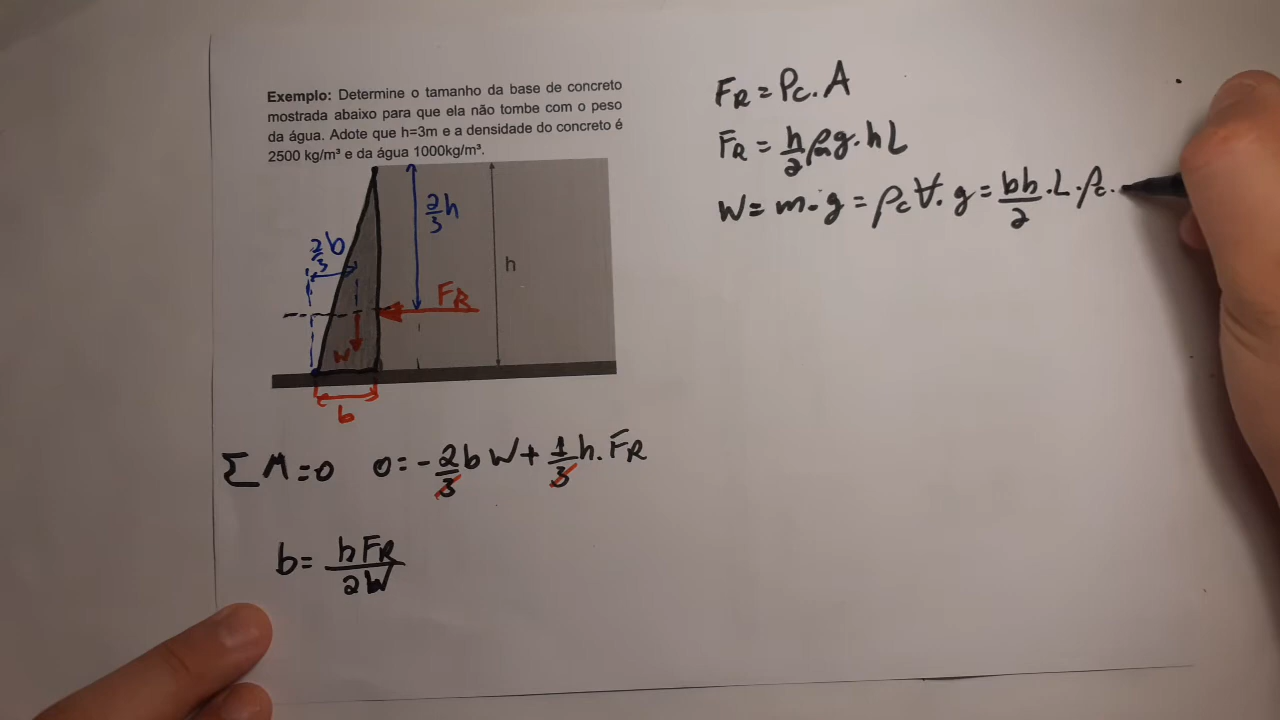 Exemplo: Determine o tamanho da base de concreto
mostrada abaixo para que ela não tombe com o peso
da água. Adote que h=3m e a densidade do concreto é
2500 kg/m³ e da água 1000kg/m³.
2/3 h
2/3 b
h
FR
W
b
ΣM=0 0=-2/3 b W+1/3 h.FR
b= hFR/2W
FR=Pc.A
FR=h/2 ρag.hL
W=m.g=ρc∀.g=bh/2.L.ρc.